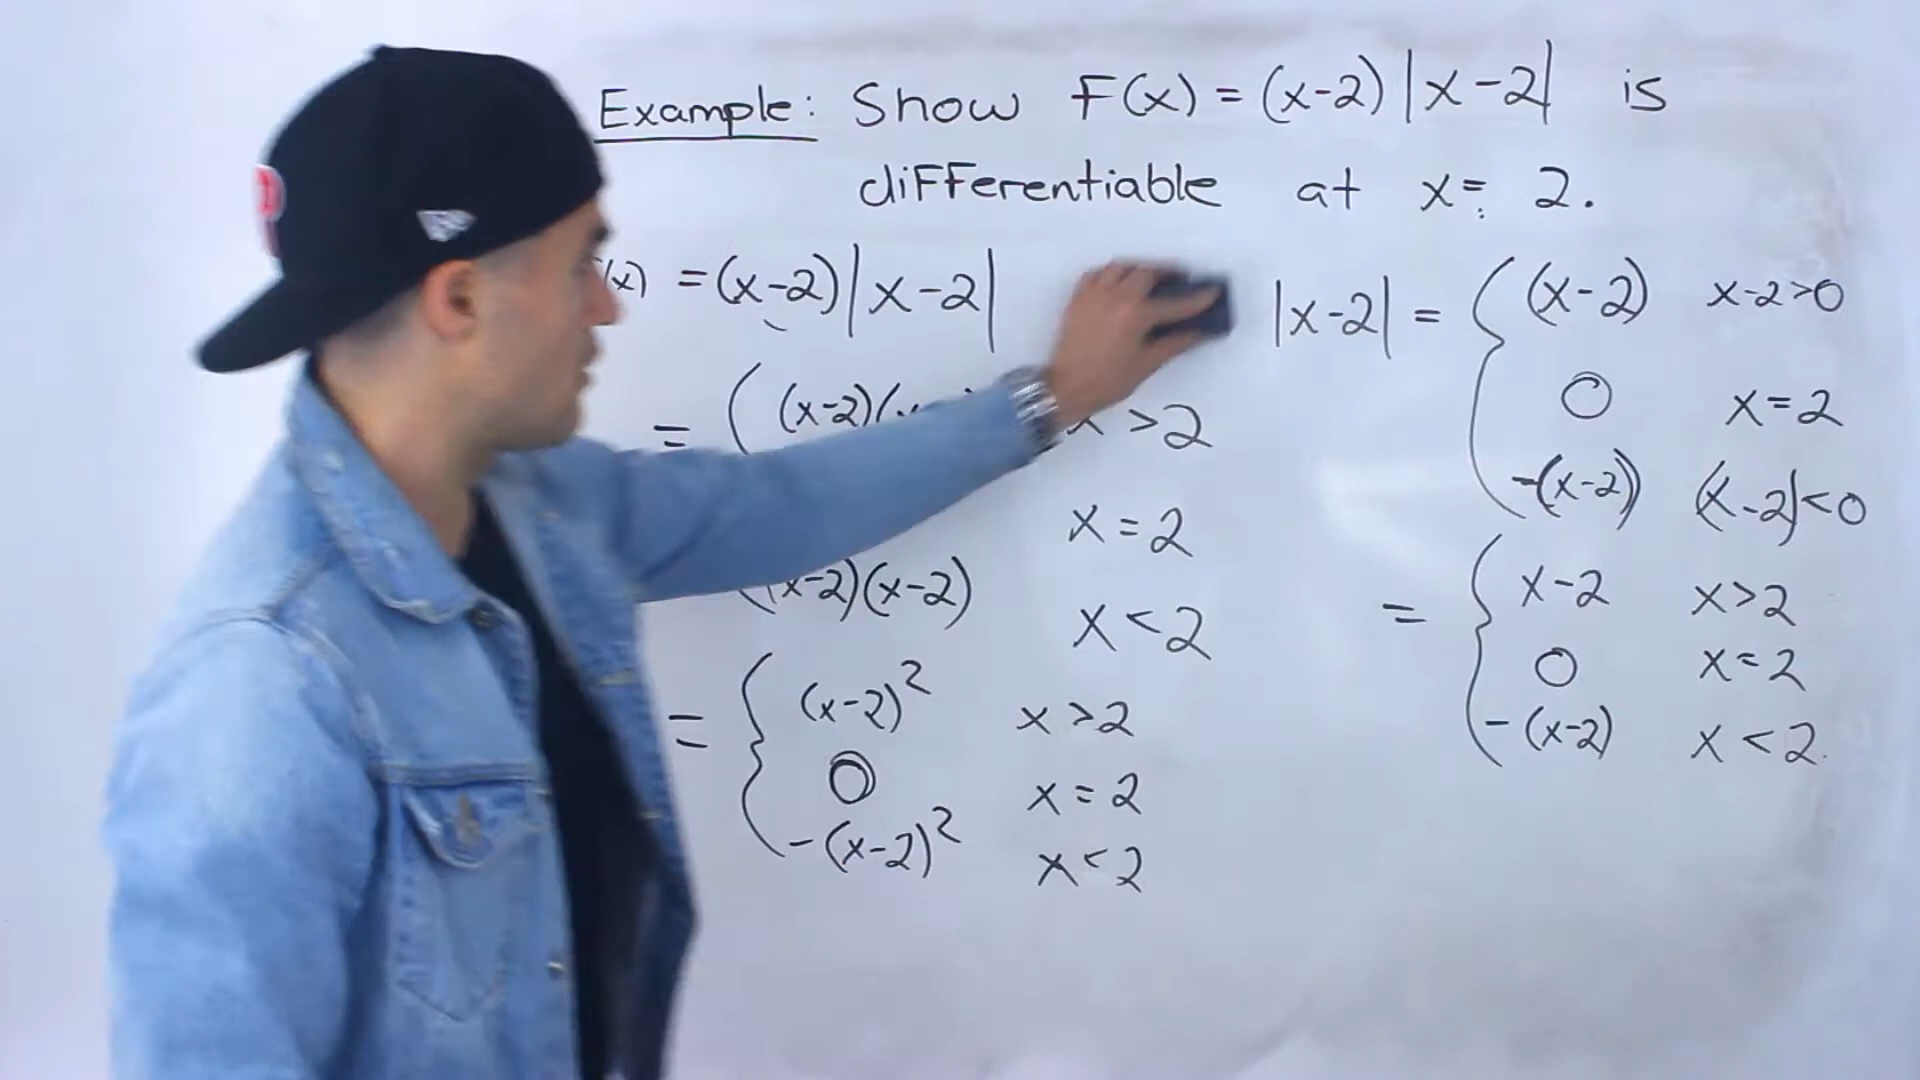 Example: Show F(x) = (x-2) |x-2| is
differentiable at x = 2.
(x) = (x-2)|x-2|
= (x-2)( x > 2
x = 2
(x-2)(x-2) x < 2
= { (x-2)² x > 2
0 x = 2
-(x-2)² x < 2
|x-2| = { (x-2) x-2>0
0 x = 2
-(x-2) (x-2)<0
= { x-2 x>2
0 x = 2
-(x-2) x < 2.